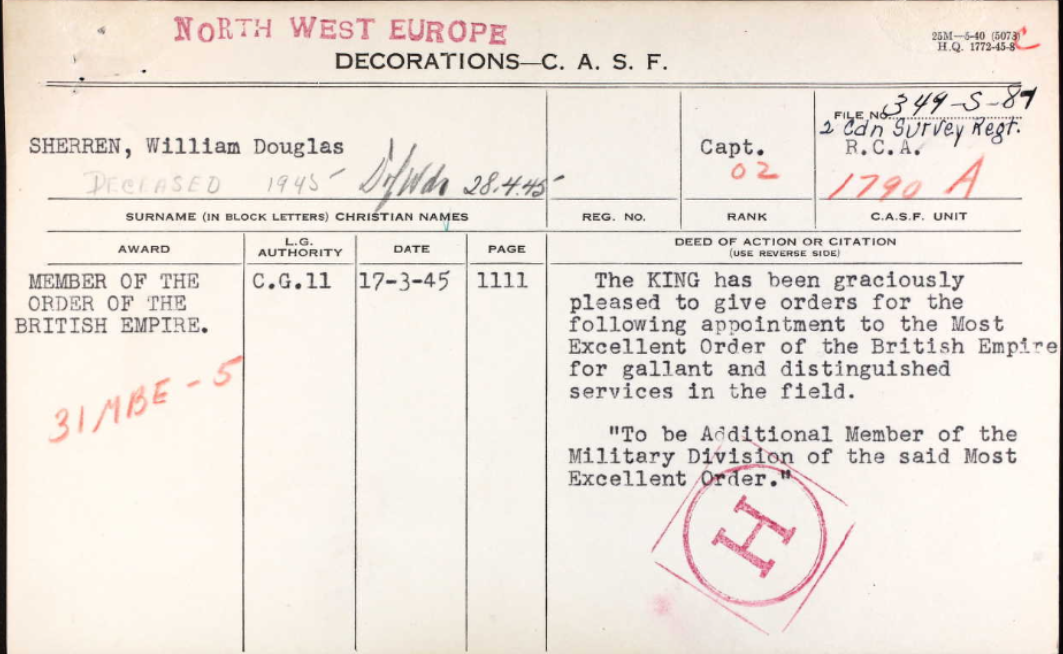 NORTH WEST EUROPE
25M—5-40 (5073)
H.Q. 1772-45-8
C
DECORATIONS—C. A. S. F.
FILE NO. 349-S-87
2 Cdn Survey Regt.
SHERREN, William Douglas
Capt.
R.C.A.
DECEASED 1945 DofWds 28.4.45
02
1790 A
SURNAME (IN BLOCK LETTERS) CHRISTIAN NAMES
REG. NO.
RANK
C.A.S.F. UNIT
AWARD
L.G. AUTHORITY
DATE
PAGE
DEED OF ACTION OR CITATION
(USE REVERSE SIDE)
MEMBER OF THE
ORDER OF THE
BRITISH EMPIRE.
C.G.11
17-3-45
1111
The KING has been graciously
pleased to give orders for the
following appointment to the Most
Excellent Order of the British Empire
for gallant and distinguished
services in the field.
31MBE-5
"To be Additional Member of the
Military Division of the said Most
Excellent Order."
H